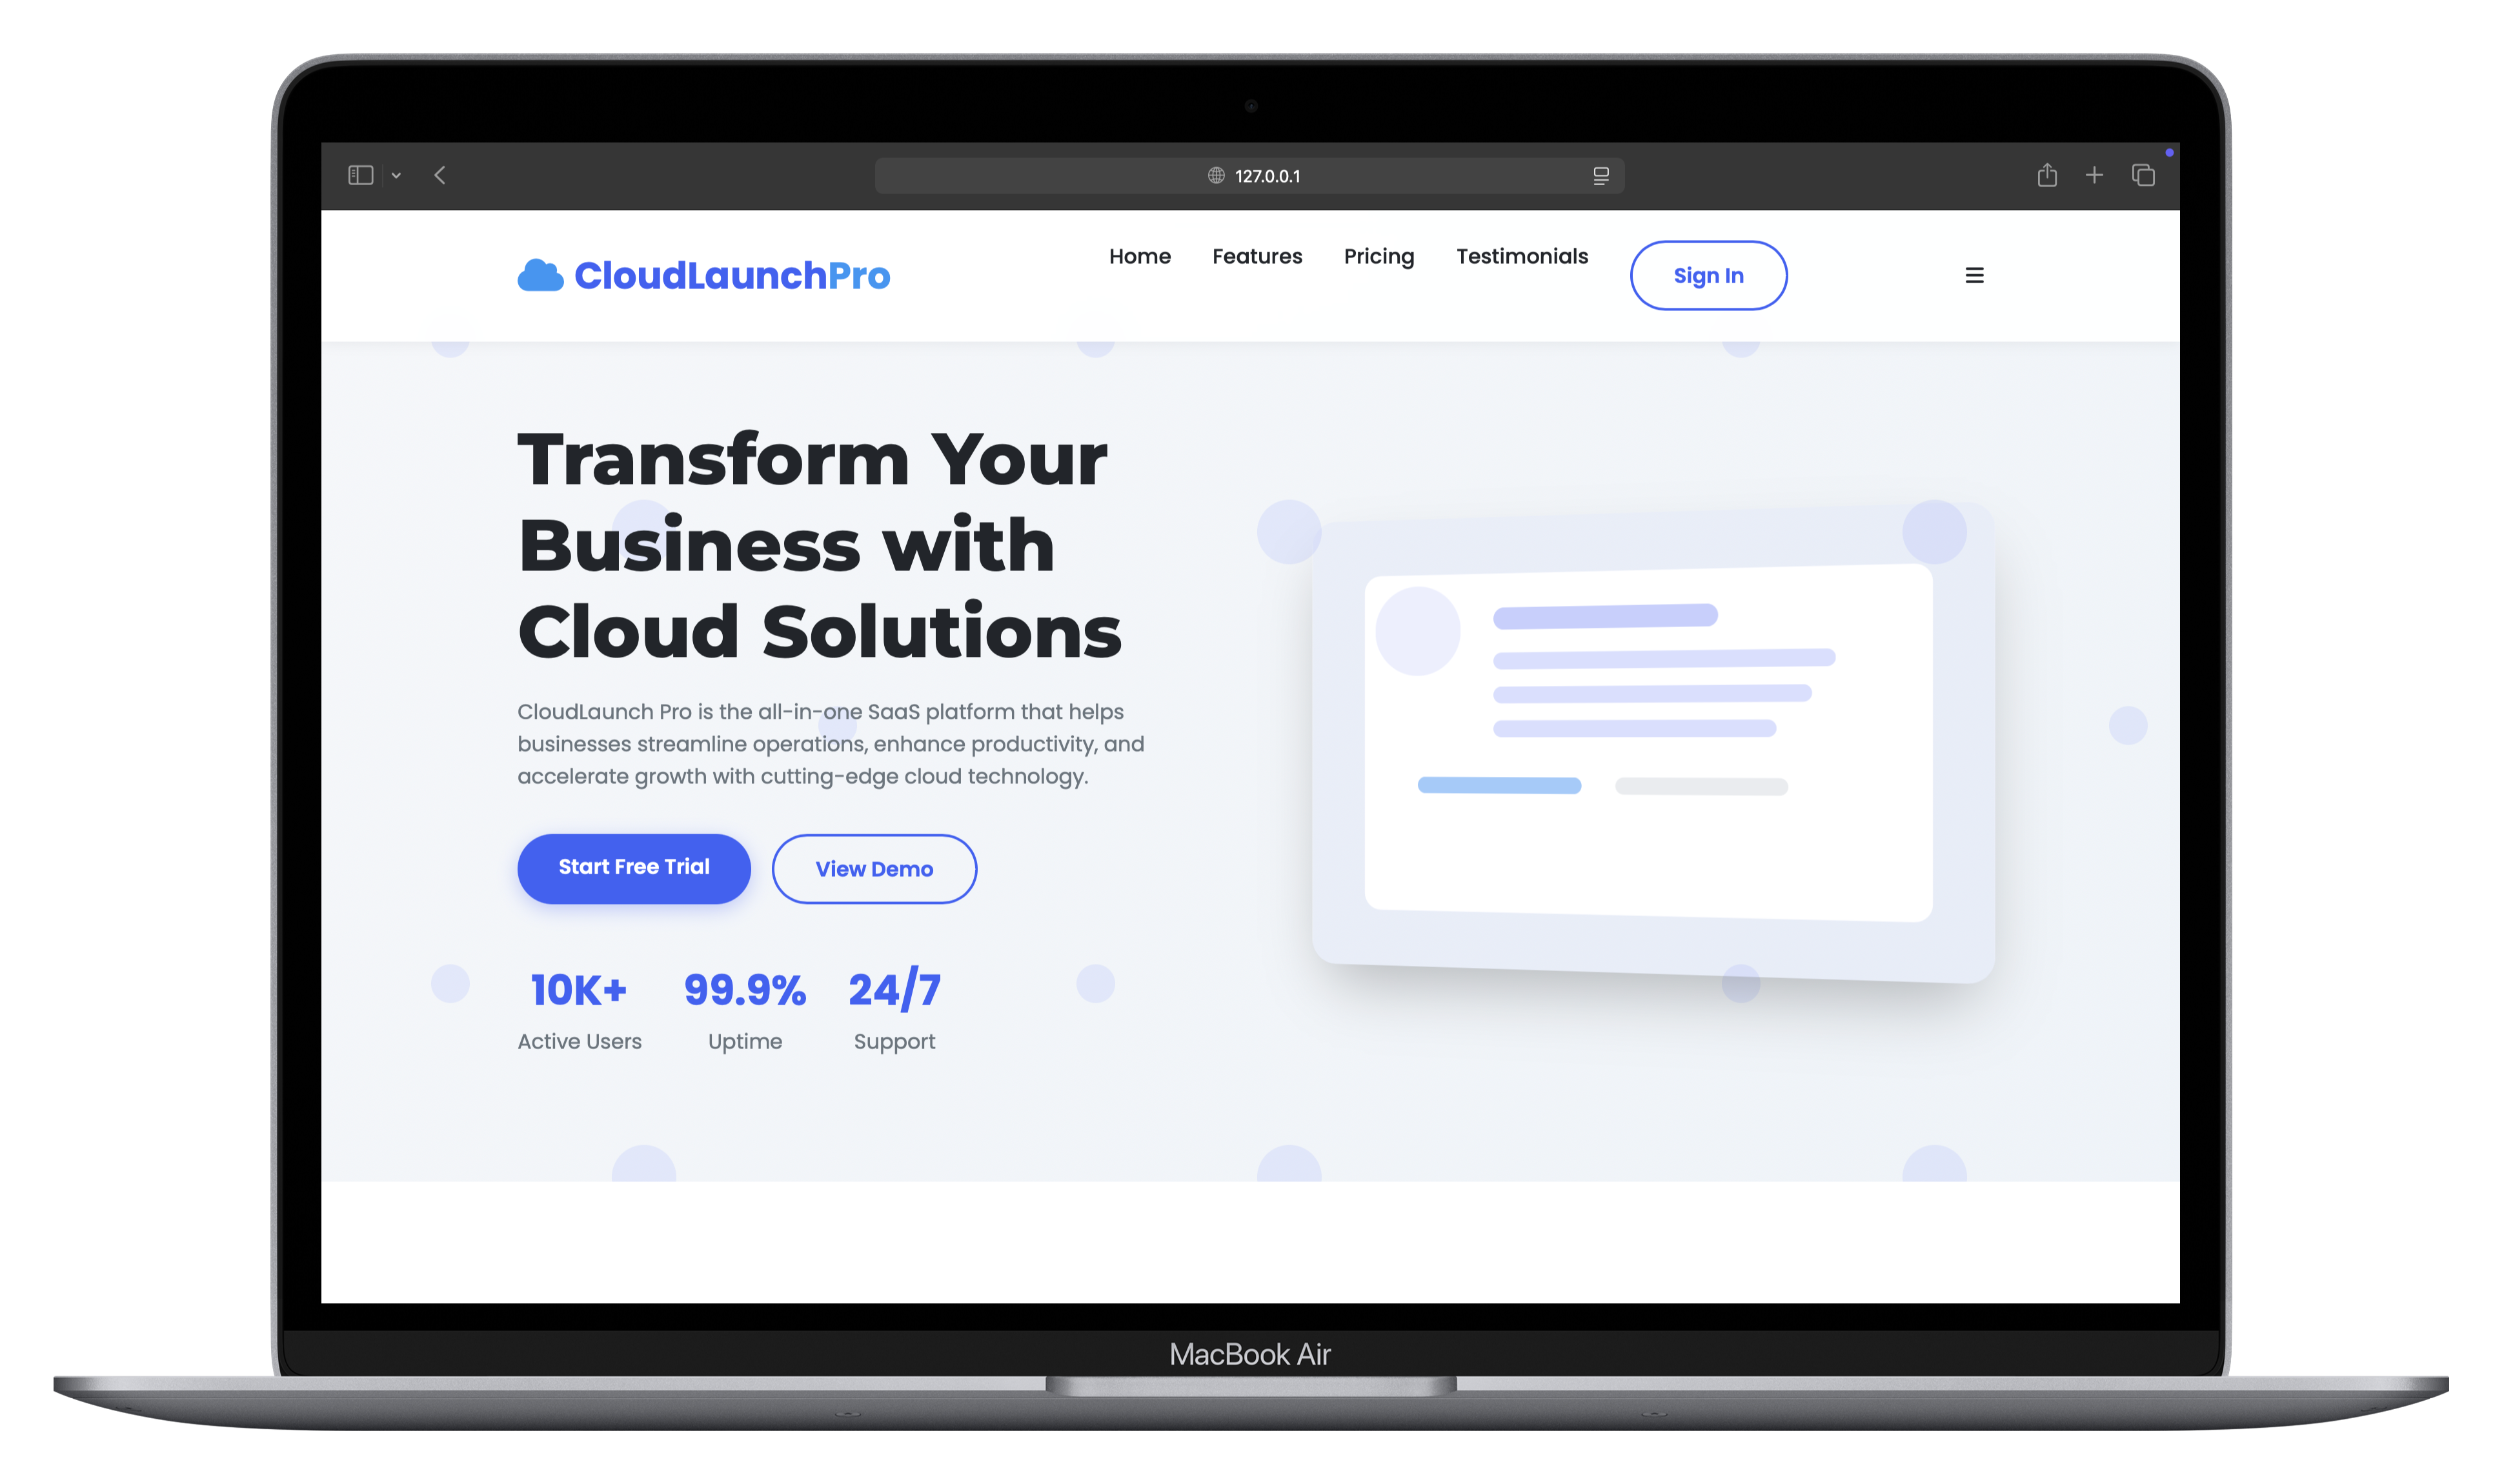 127.0.0.1
CloudLaunchPro
Home Features Pricing Testimonials Sign In
Transform Your
Business with
Cloud Solutions
CloudLaunch Pro is the all-in-one SaaS platform that helps
businesses streamline operations, enhance productivity, and
accelerate growth with cutting-edge cloud technology.
Start Free Trial View Demo
10K+ 99.9% 24/7
Active Users Uptime Support
MacBook Air